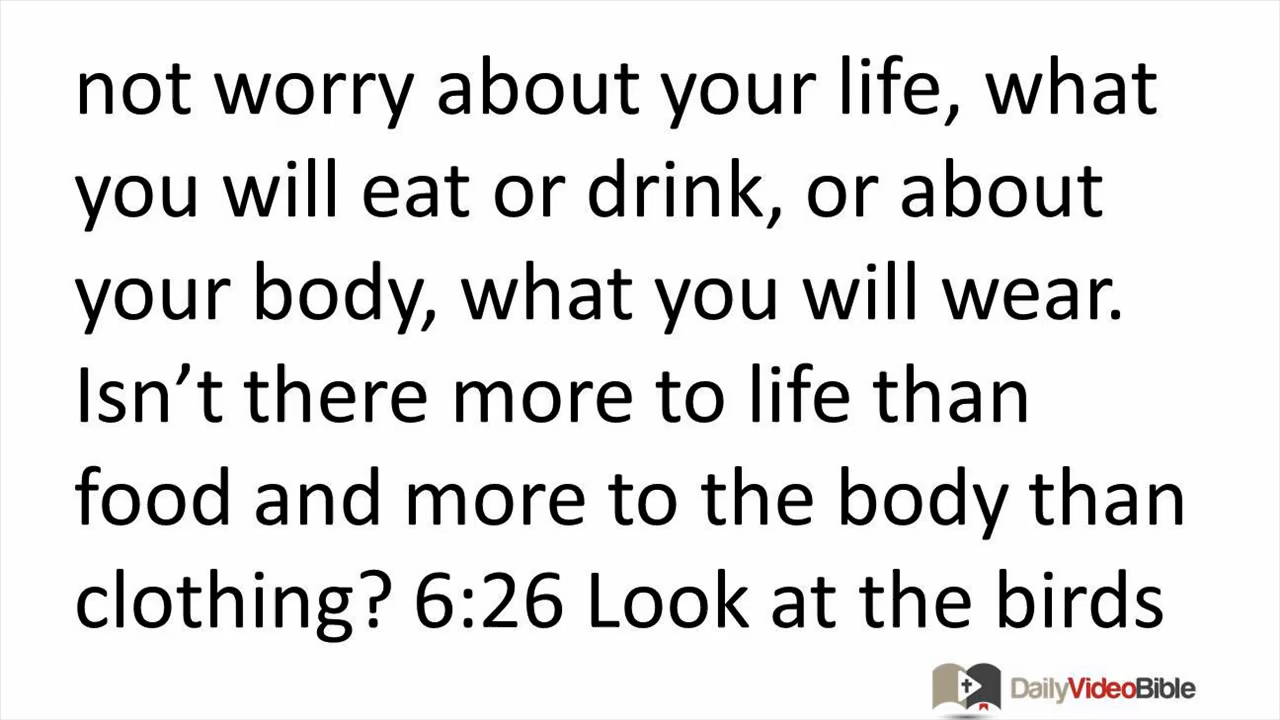 not worry about your life, what
you will eat or drink, or about
your body, what you will wear.
Isn’t there more to life than
food and more to the body than
clothing? 6:26 Look at the birds
DailyVideoBible